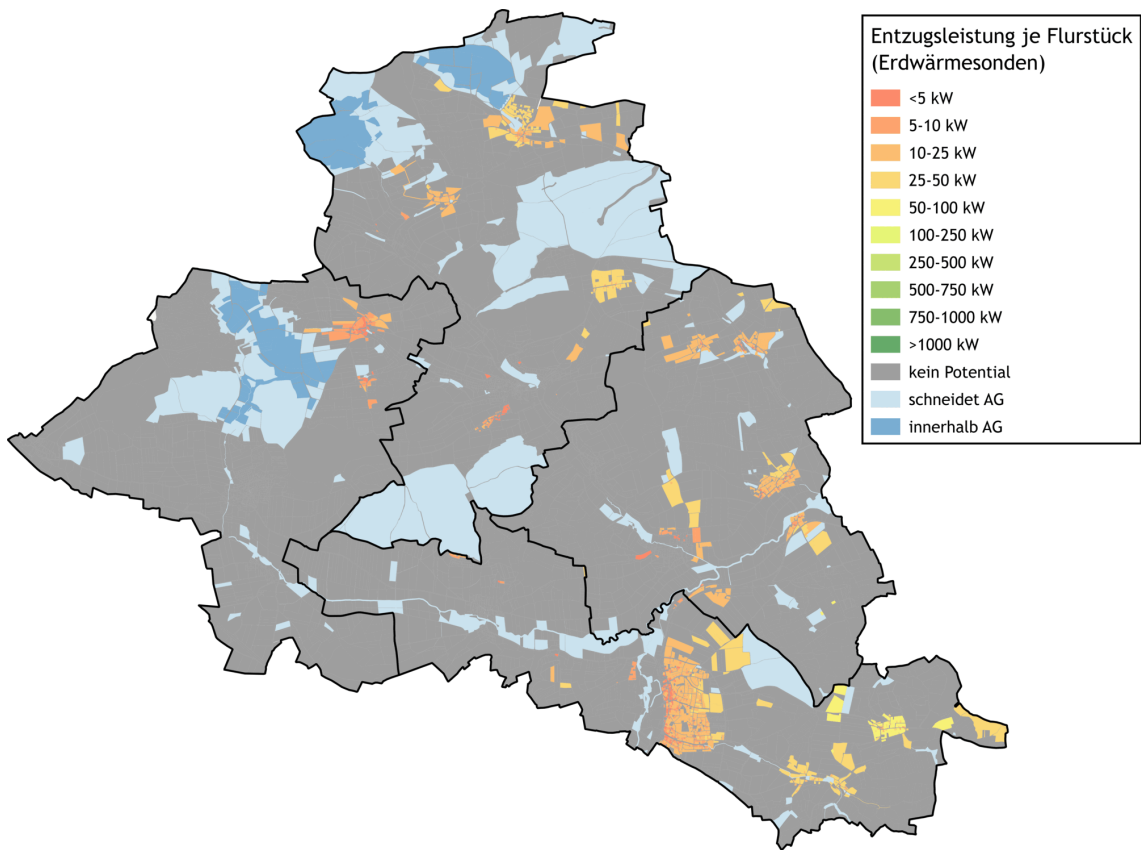 Entzugsleistung je Flurstück
(Erdwärmesonden)
<5 kW
5-10 kW
10-25 kW
25-50 kW
50-100 kW
100-250 kW
250-500 kW
500-750 kW
750-1000 kW
>1000 kW
kein Potential
schneidet AG
innerhalb AG